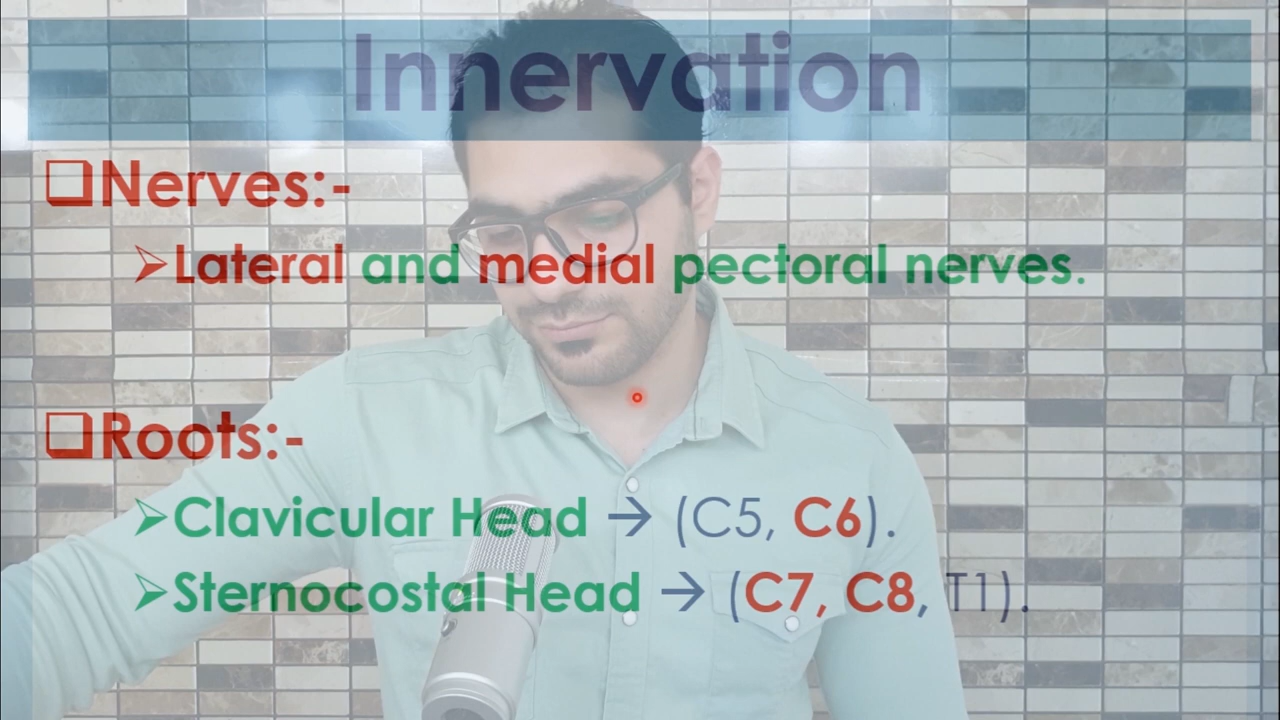 Innervation
❑Nerves:-
➢Lateral and medial pectoral nerves.
❑Roots:-
➢Clavicular Head → (C5, C6).
➢Sternocostal Head → (C7, C8, T1).